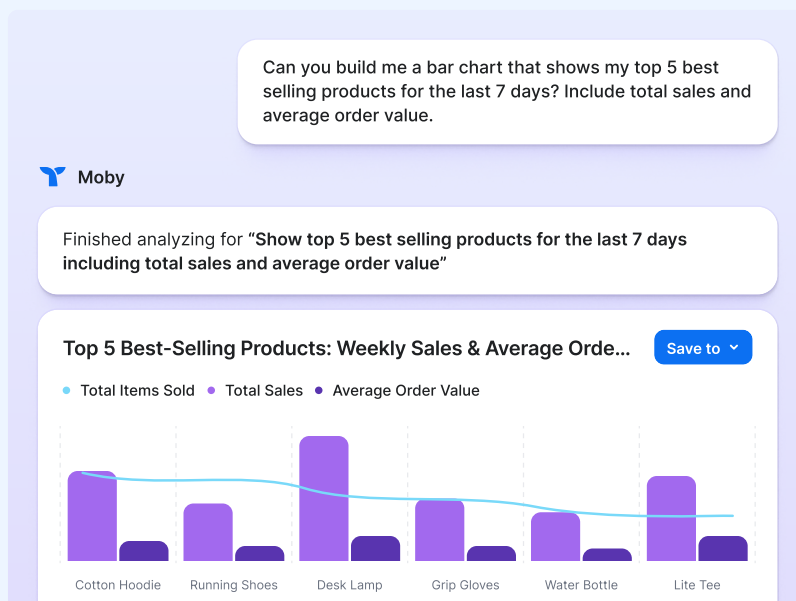 Can you build me a bar chart that shows my top 5 best
selling products for the last 7 days? Include total sales and
average order value.
Moby
Finished analyzing for “Show top 5 best selling products for the last 7 days
including total sales and average order value”
Top 5 Best-Selling Products: Weekly Sales & Average Orde...
Save to
Total Items Sold
Total Sales
Average Order Value
Cotton Hoodie
Running Shoes
Desk Lamp
Grip Gloves
Water Bottle
Lite Tee